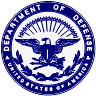 DEPARTMENT OF DEFENSE
UNITED STATES OF AMERICA